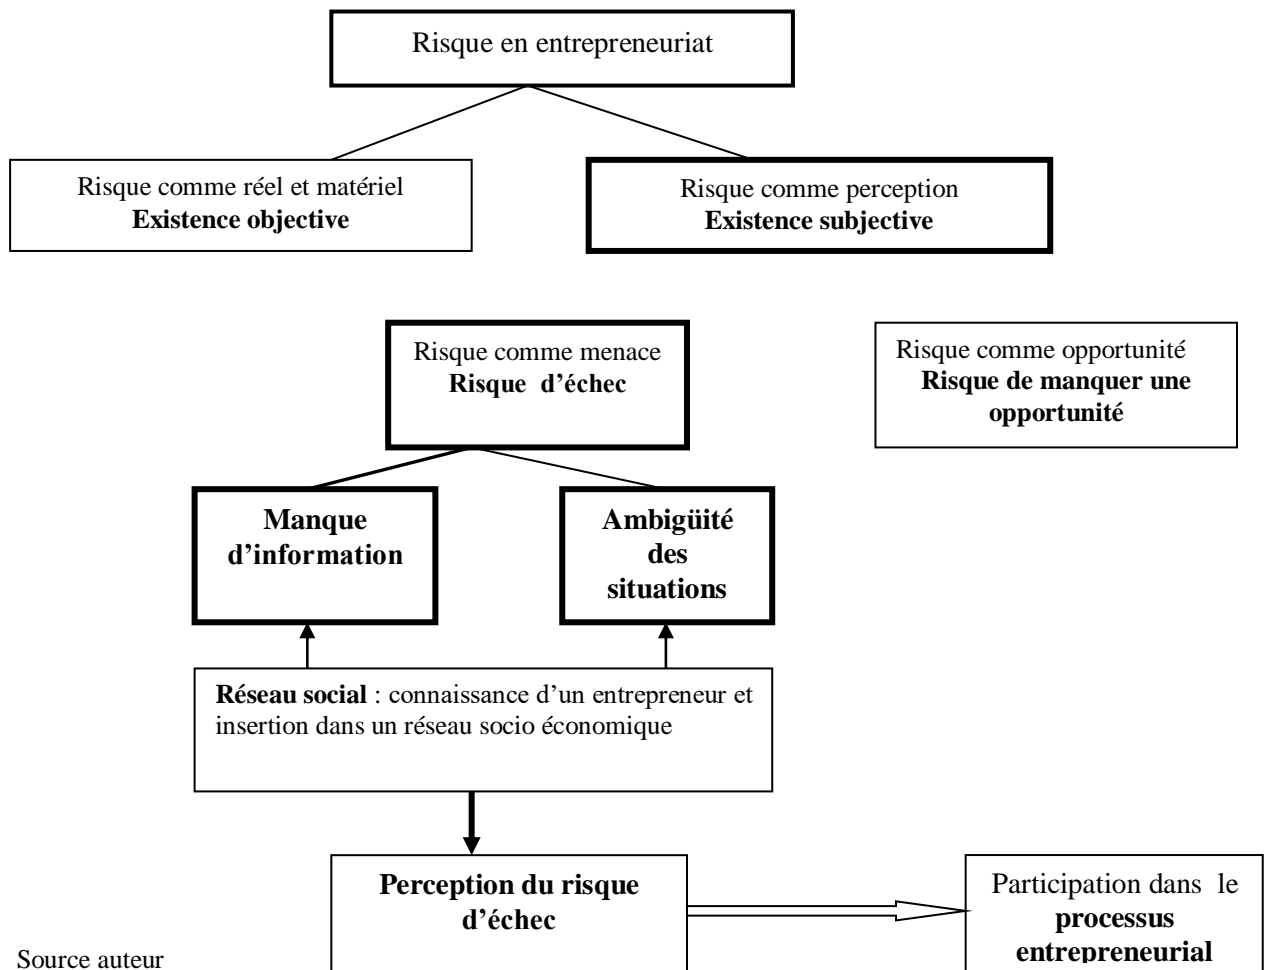 Risque en entrepreneuriat
Risque comme réel et matériel
Existence objective
Risque comme perception
Existence subjective
Risque comme menace
Risque d’échec
Risque comme opportunité
Risque de manquer une
opportunité
Manque
d’information
Ambigüité
des
situations
Réseau social : connaissance d’un entrepreneur et
insertion dans un réseau socio économique
Perception du risque
d’échec
Participation dans le
processus
entrepreneurial
Source auteur